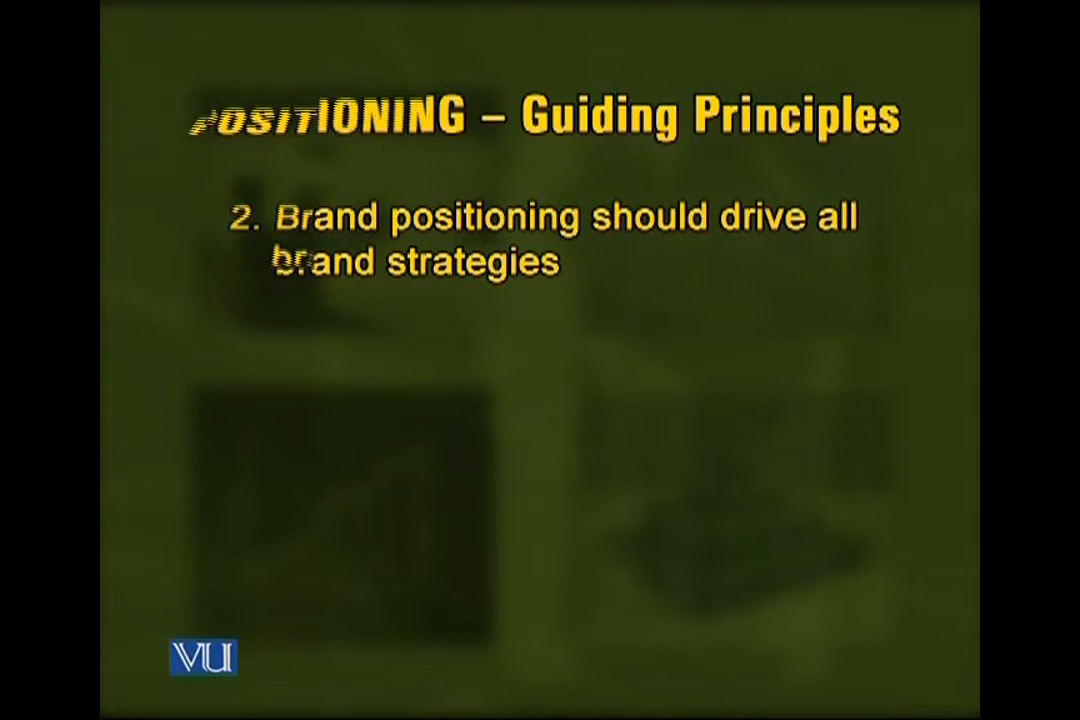 POSITIONING – Guiding Principles
2. Brand positioning should drive all
brand strategies
VU